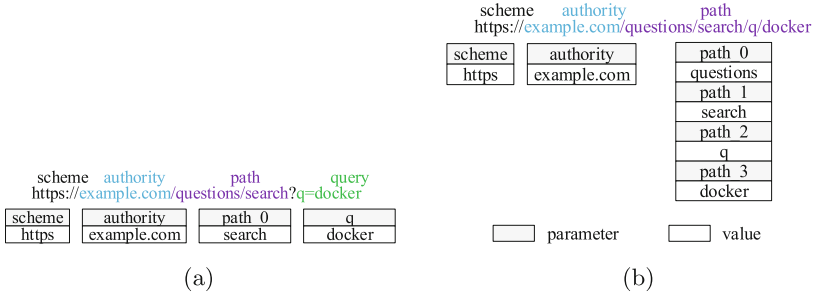 scheme authority path query
https://example.com/questions/search?q=docker
scheme authority path_0 q
https example.com search docker
(a)
scheme authority path
https://example.com/questions/search/q/docker
scheme authority path_0
https example.com questions
path_1
search
path_2
q
path_3
docker
parameter value
(b)